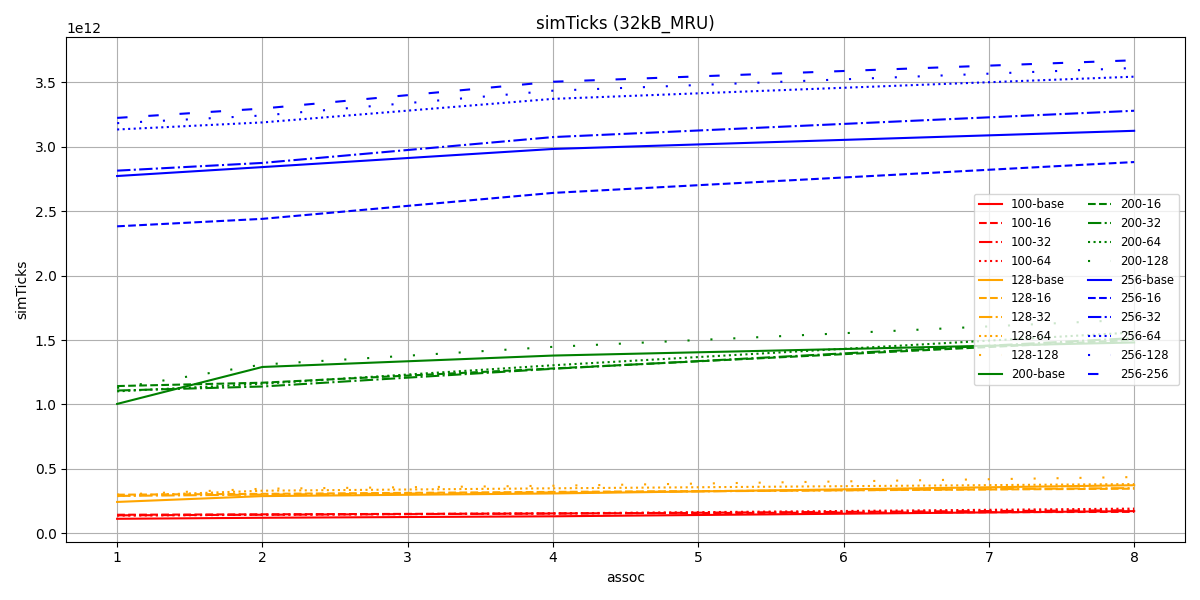 simTicks (32kB_MRU)
1e12
3.5
3.0
2.5
2.0
1.5
1.0
0.5
0.0
simTicks
1 2 3 4 5 6 7 8
assoc
100-base 200-16
100-16 200-32
100-32 200-64
100-64 200-128
128-base 256-base
128-16 256-16
128-32 256-32
128-64 256-64
128-128 256-128
200-base 256-256